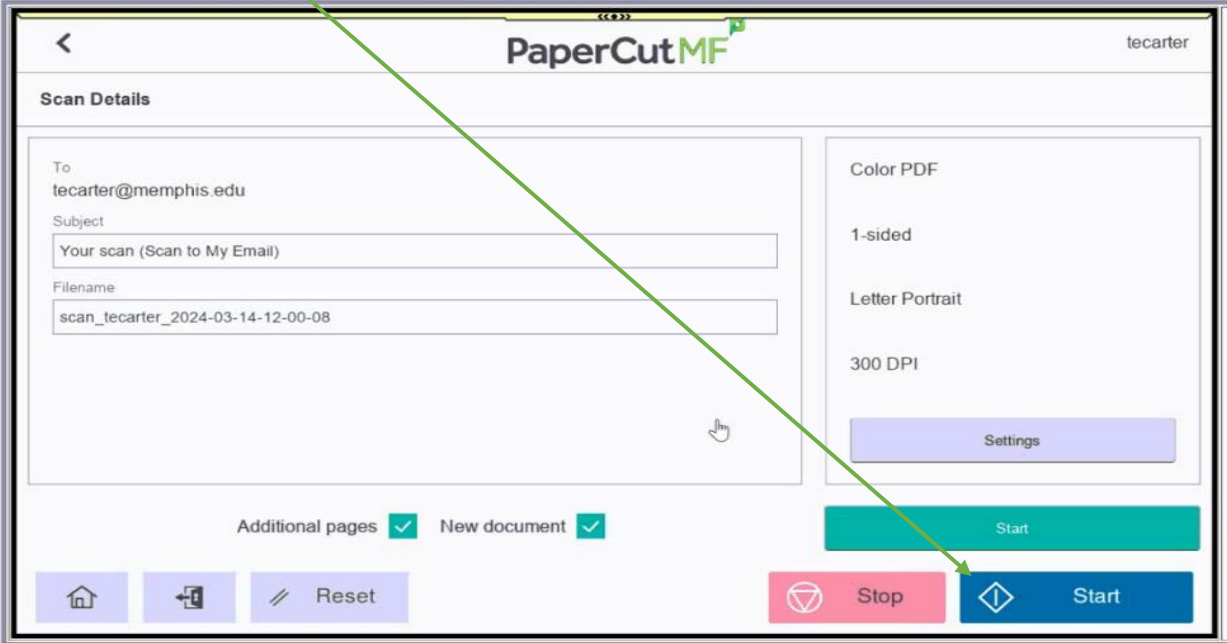 PaperCutMF
tecarter
Scan Details
To
tecarter@memphis.edu
Subject
Your scan (Scan to My Email)
Filename
scan_tecarter_2024-03-14-12-00-08
Color PDF
1-sided
Letter Portrait
300 DPI
Settings
Additional pages New document
Start
Reset
Stop
Start